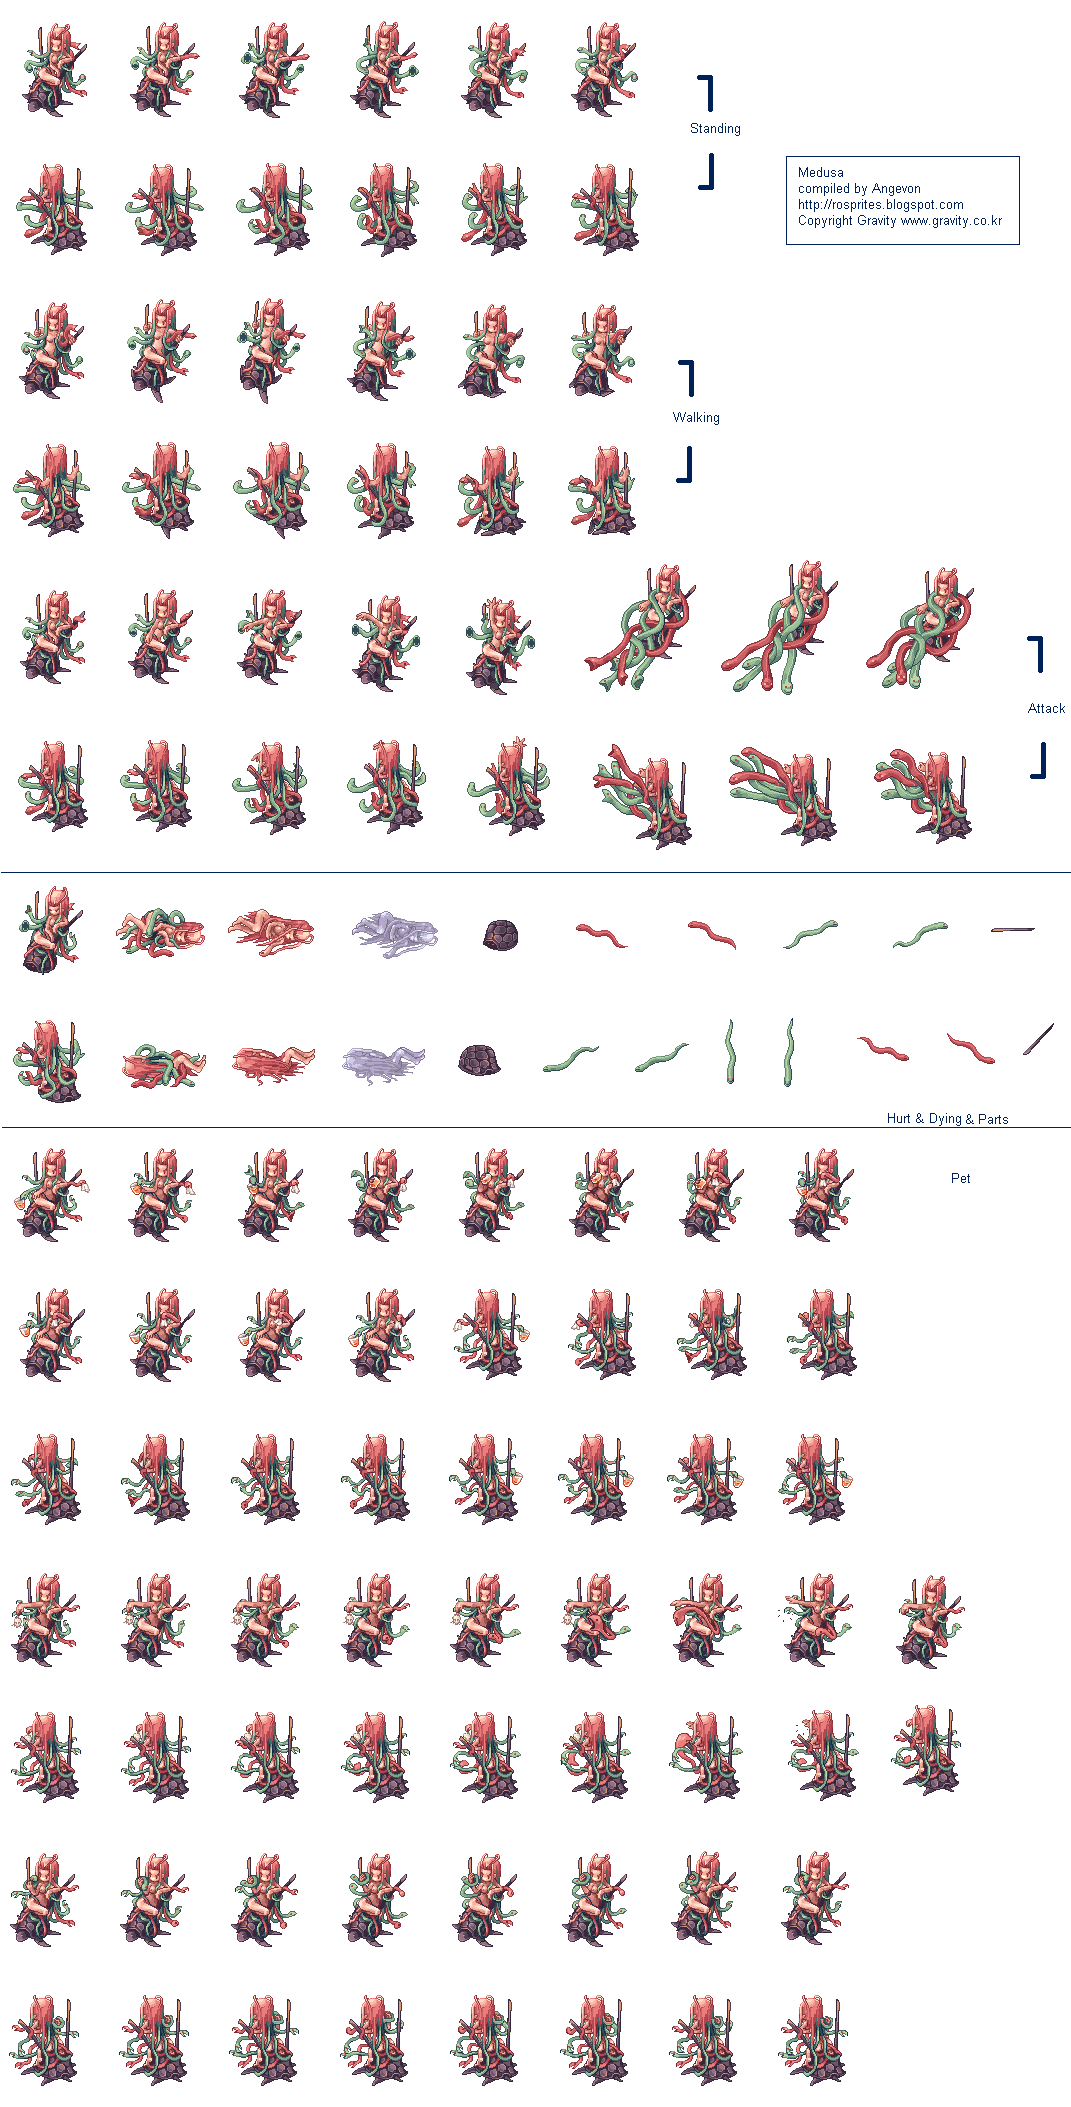 Standing
Medusa
compiled by Angevon
http://rosprites.blogspot.com
Copyright Gravity www.gravity.co.kr
Walking
Attack
Hurt & Dying & Parts
Pet